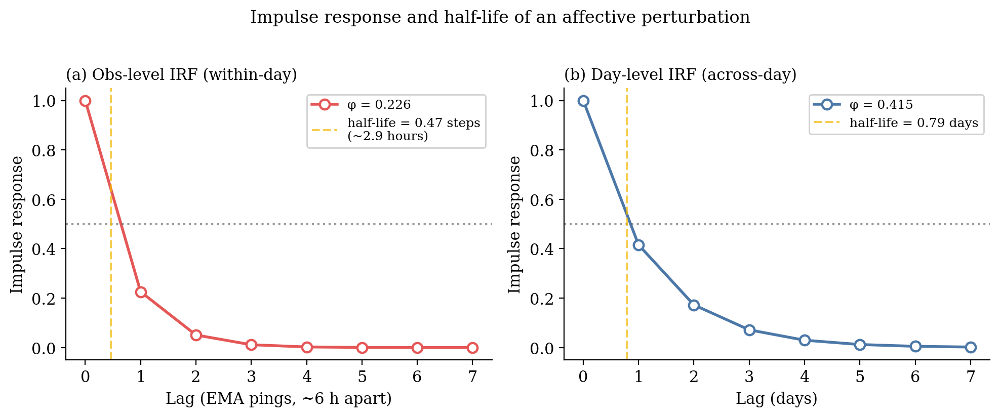 Impulse response and half-life of an affective perturbation
(a) Obs-level IRF (within-day)
φ = 0.226
half-life = 0.47 steps
(~2.9 hours)
Impulse response
1.0
0.8
0.6
0.4
0.2
0.0
0 1 2 3 4 5 6 7
Lag (EMA pings, ~6 h apart)
(b) Day-level IRF (across-day)
φ = 0.415
half-life = 0.79 days
Impulse response
1.0
0.8
0.6
0.4
0.2
0.0
0 1 2 3 4 5 6 7
Lag (days)